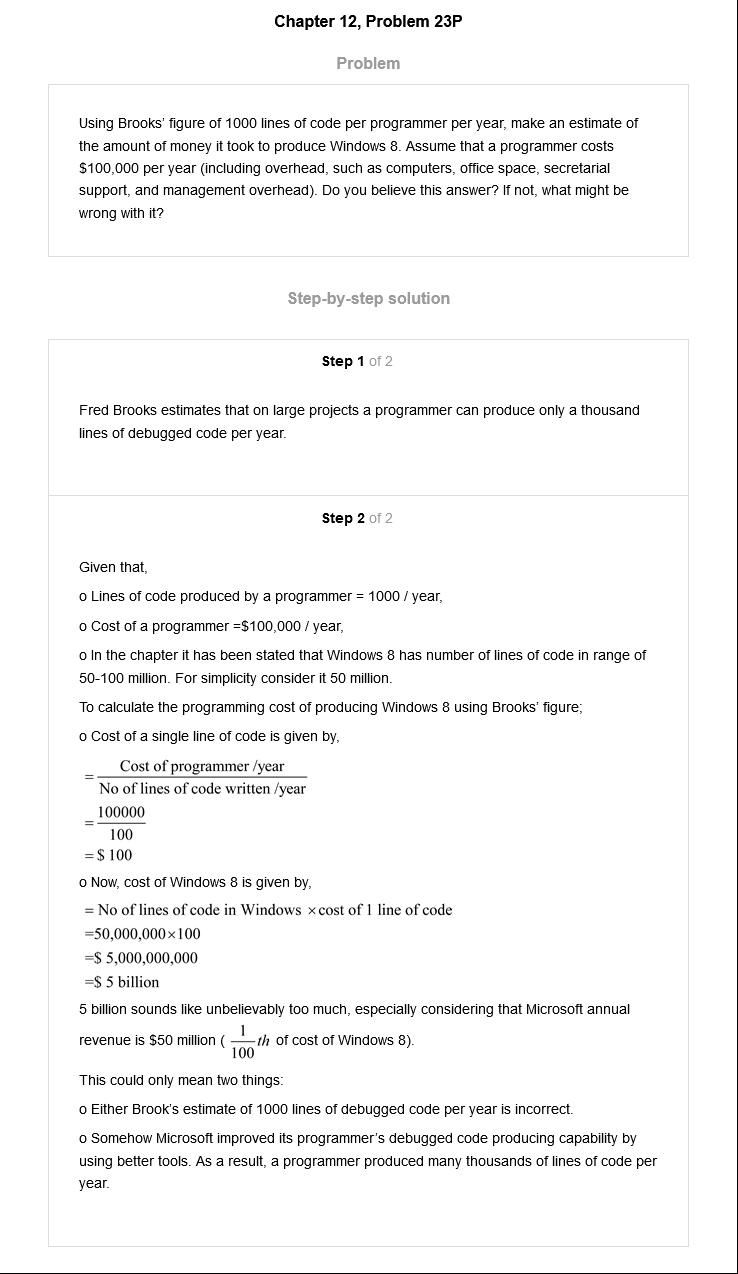 Chapter 12, Problem 23P
Problem
Using Brooks' figure of 1000 lines of code per programmer per year, make an estimate of
the amount of money it took to produce Windows 8. Assume that a programmer costs
$100,000 per year (including overhead, such as computers, office space, secretarial
support, and management overhead). Do you believe this answer? If not, what might be
wrong with it?
Step-by-step solution
Step 1 of 2
Fred Brooks estimates that on large projects a programmer can produce only a thousand
lines of debugged code per year.
Step 2 of 2
Given that,
o Lines of code produced by a programmer = 1000 / year,
o Cost of a programmer =$100,000 / year,
o In the chapter it has been stated that Windows 8 has number of lines of code in range of
50-100 million. For simplicity consider it 50 million.
To calculate the programming cost of producing Windows 8 using Brooks' figure;
o Cost of a single line of code is given by,
= Cost of programmer /year
No of lines of code written /year
= 100000
100
= $ 100
o Now, cost of Windows 8 is given by,
= No of lines of code in Windows × cost of 1 line of code
=50,000,000×100
=$ 5,000,000,000
=$ 5 billion
5 billion sounds like unbelievably too much, especially considering that Microsoft annual
revenue is $50 million ( 1/100 th of cost of Windows 8).
This could only mean two things:
o Either Brook's estimate of 1000 lines of debugged code per year is incorrect.
o Somehow Microsoft improved its programmer's debugged code producing capability by
using better tools. As a result, a programmer produced many thousands of lines of code per
year.